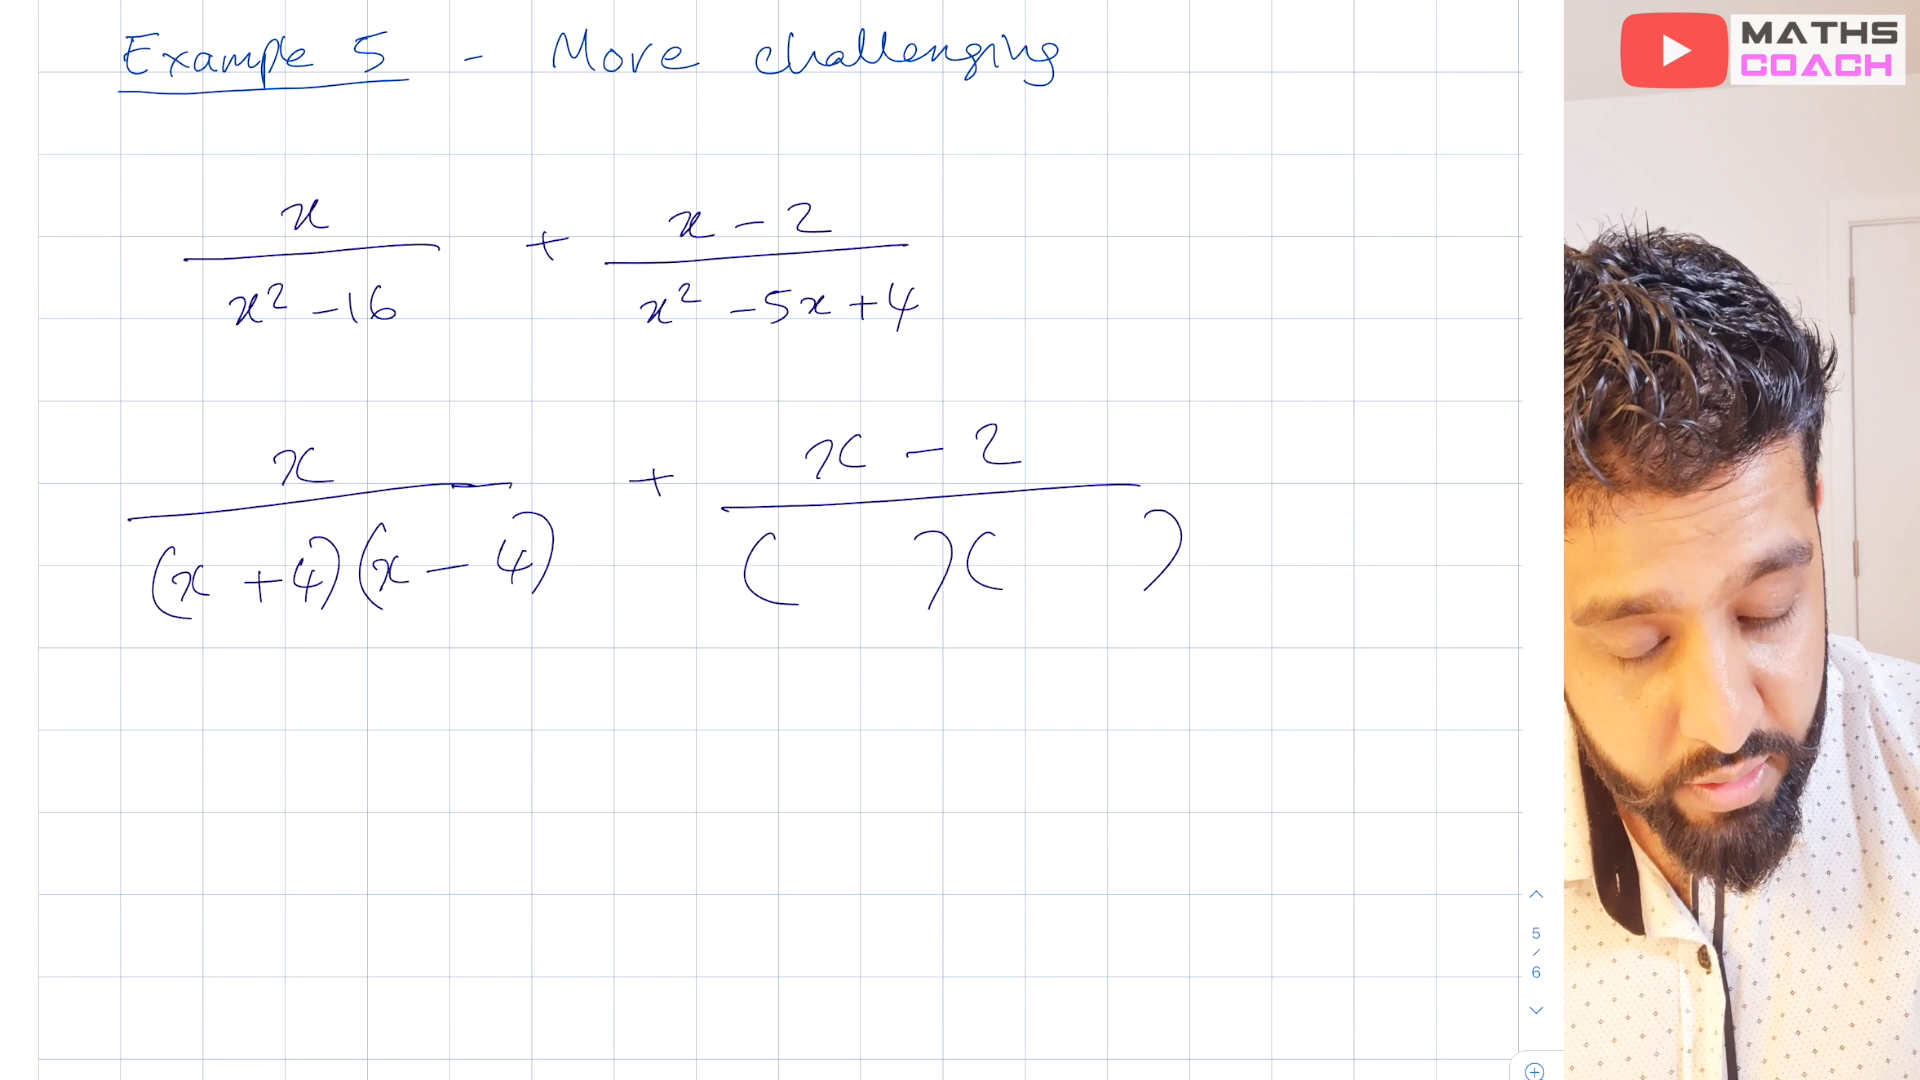 Example 5 - More challenging
MATHS
COACH
x/(x² - 16) + (x - 2)/(x² - 5x + 4)
x/((x + 4)(x - 4)) + (x - 2)/(( )( ))
5
/
6